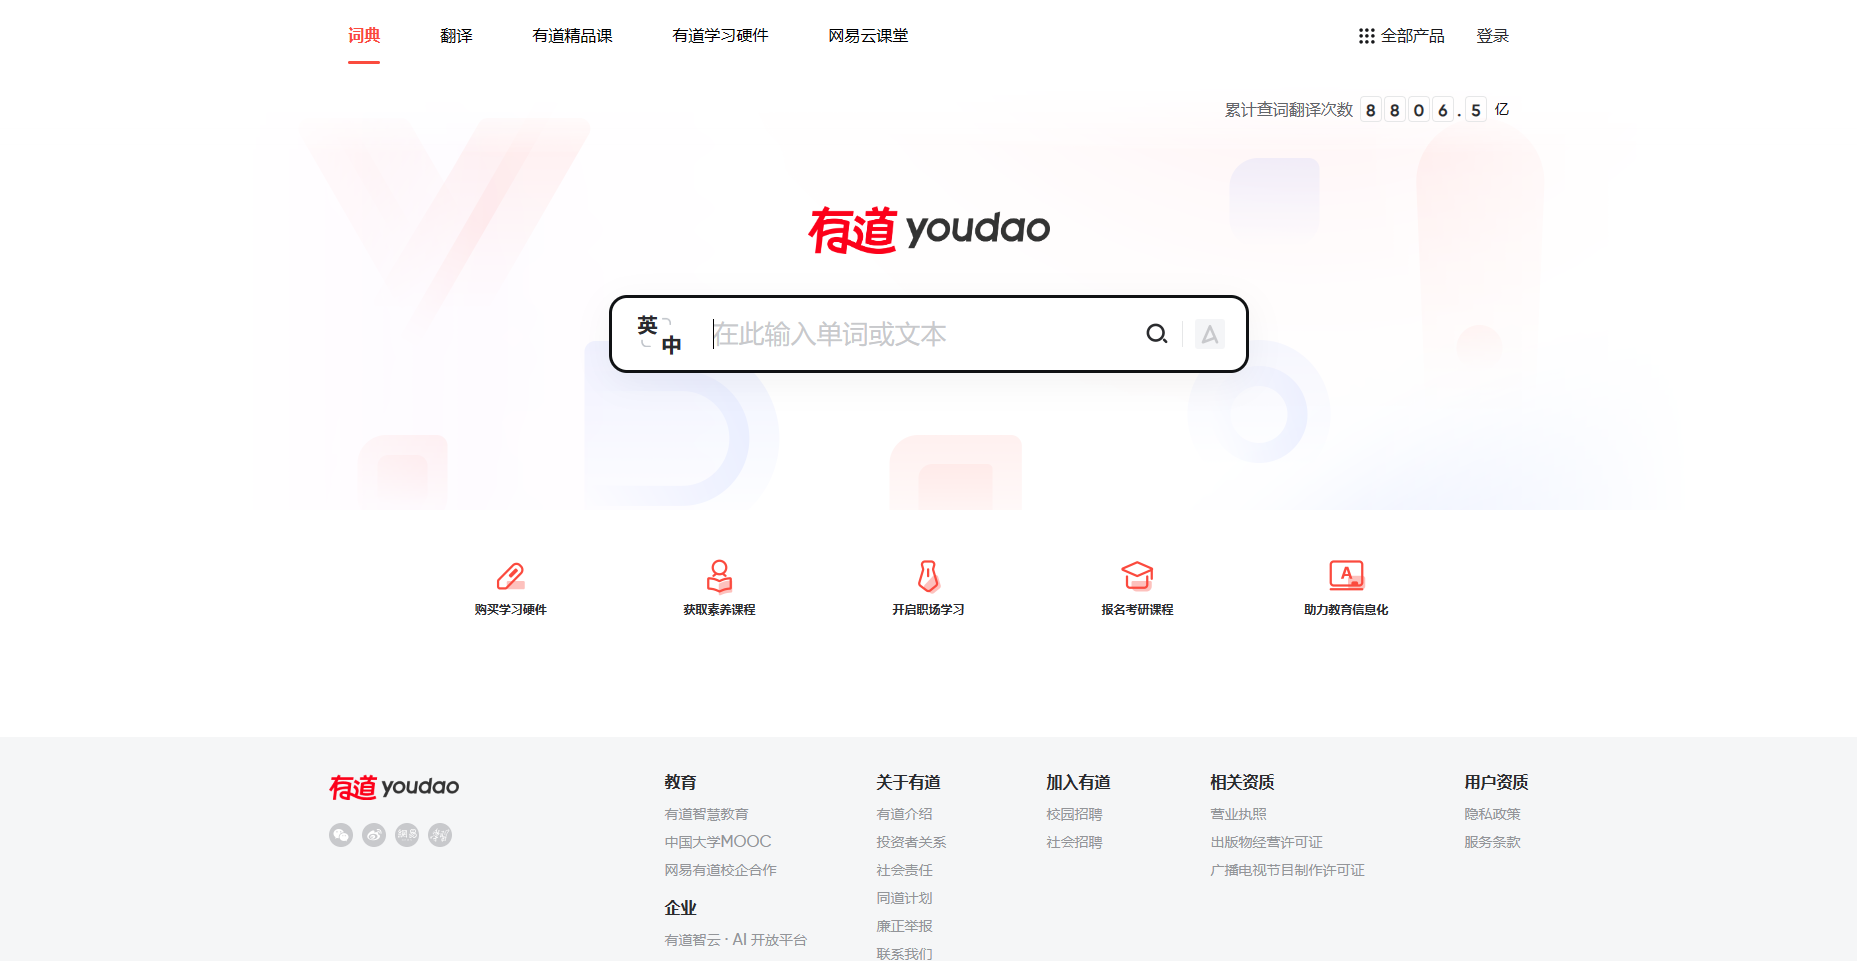 词典 翻译 有道精品课 有道学习硬件 网易云课堂 全部产品 登录
累计查词翻译次数 8806.5 亿
有道 youdao
英 中 在此输入单词或文本
购买学习硬件 获取素养课程 开启职场学习 报名考研课程 助力教育信息化
有道 youdao
教育
有道智慧教育
中国大学MOOC
网易有道校企合作
企业
有道智云 · AI 开放平台
关于有道
有道介绍
投资者关系
社会责任
同道计划
廉正举报
联系我们
加入有道
校园招聘
社会招聘
相关资质
营业执照
出版物经营许可证
广播电视节目制作许可证
用户资质
隐私政策
服务条款